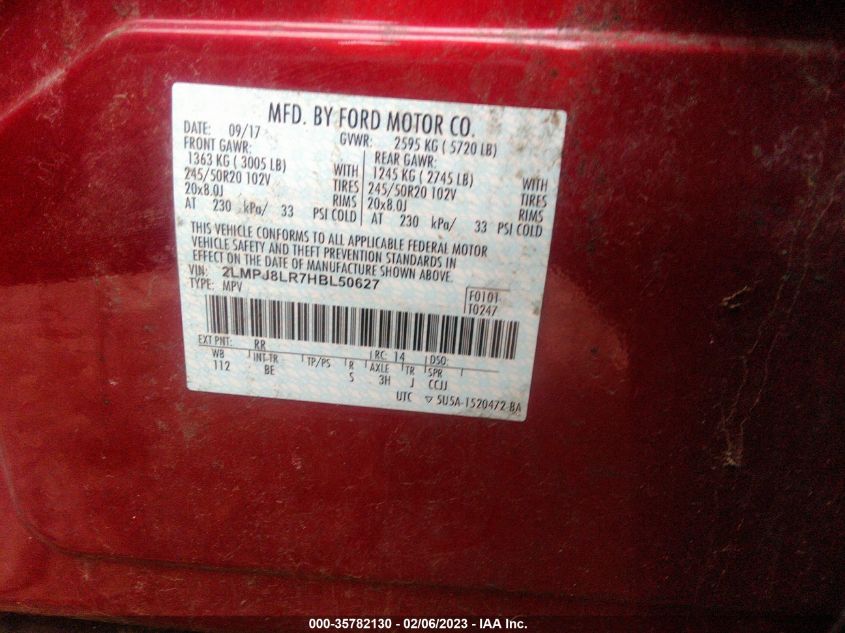 MFD. BY FORD MOTOR CO.
DATE: 09/17 GVWR: 2595 KG ( 5720 LB)
FRONT GAWR: REAR GAWR:
1363 KG ( 3005 LB) WITH 1245 KG ( 2745 LB) WITH
245/50R20 102V TIRES 245/50R20 102V TIRES
20x8.0J RIMS 20x8.0J RIMS
AT 230 kPa/ 33 PSI COLD AT 230 kPa/ 33 PSI COLD
THIS VEHICLE CONFORMS TO ALL APPLICABLE FEDERAL MOTOR
VEHICLE SAFETY AND THEFT PREVENTION STANDARDS IN
EFFECT ON THE DATE OF MANUFACTURE SHOWN ABOVE.
VIN: 2LMPJ8LR7HBL50627
TYPE: MPV
F0101
T0247
EXT PNT: RR RC: 14 DSO:
WB INT TR TP/PS R AXLE TR SPR
112 BE S 3H J CCJJ
UTC ▽ 5U5A-1520472-BA
000-35782130 - 02/06/2023 - IAA Inc.